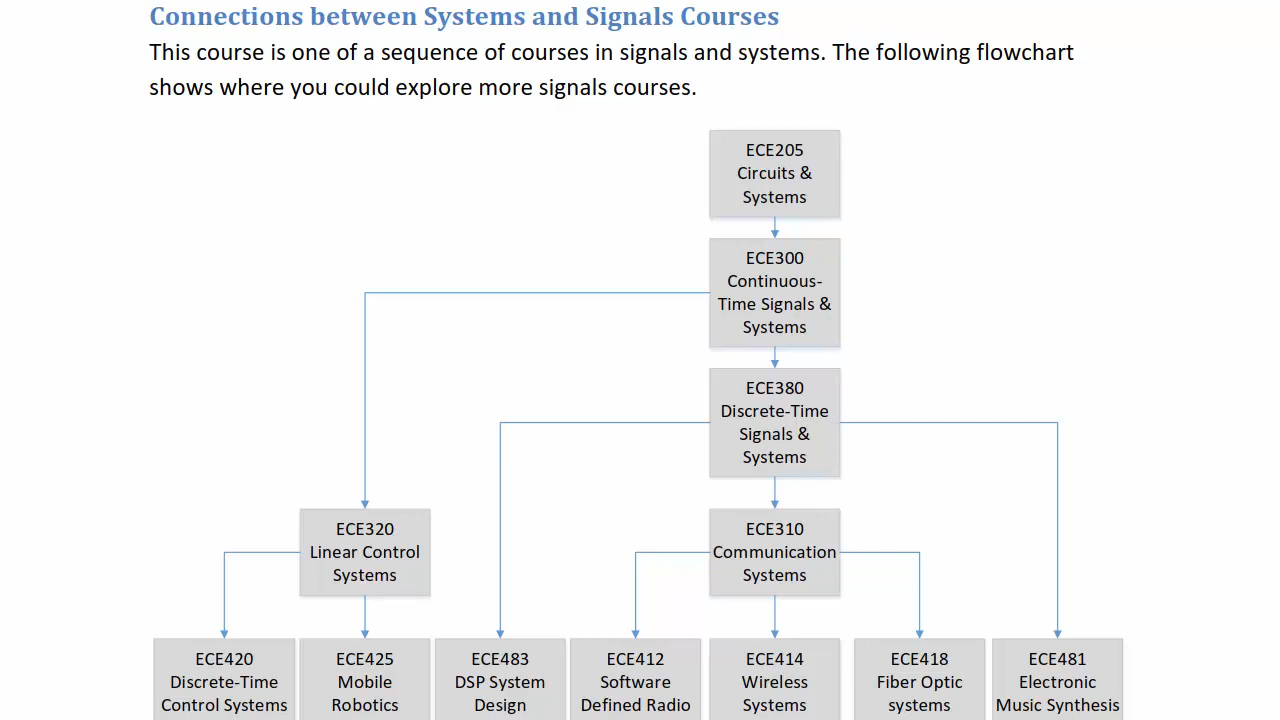 Connections between Systems and Signals Courses
This course is one of a sequence of courses in signals and systems. The following flowchart
shows where you could explore more signals courses.
ECE205
Circuits &
Systems
ECE300
Continuous-
Time Signals &
Systems
ECE380
Discrete-Time
Signals &
Systems
ECE320
Linear Control
Systems
ECE310
Communication
Systems
ECE420
Discrete-Time
Control Systems
ECE425
Mobile
Robotics
ECE483
DSP System
Design
ECE412
Software
Defined Radio
ECE414
Wireless
Systems
ECE418
Fiber Optic
systems
ECE481
Electronic
Music Synthesis